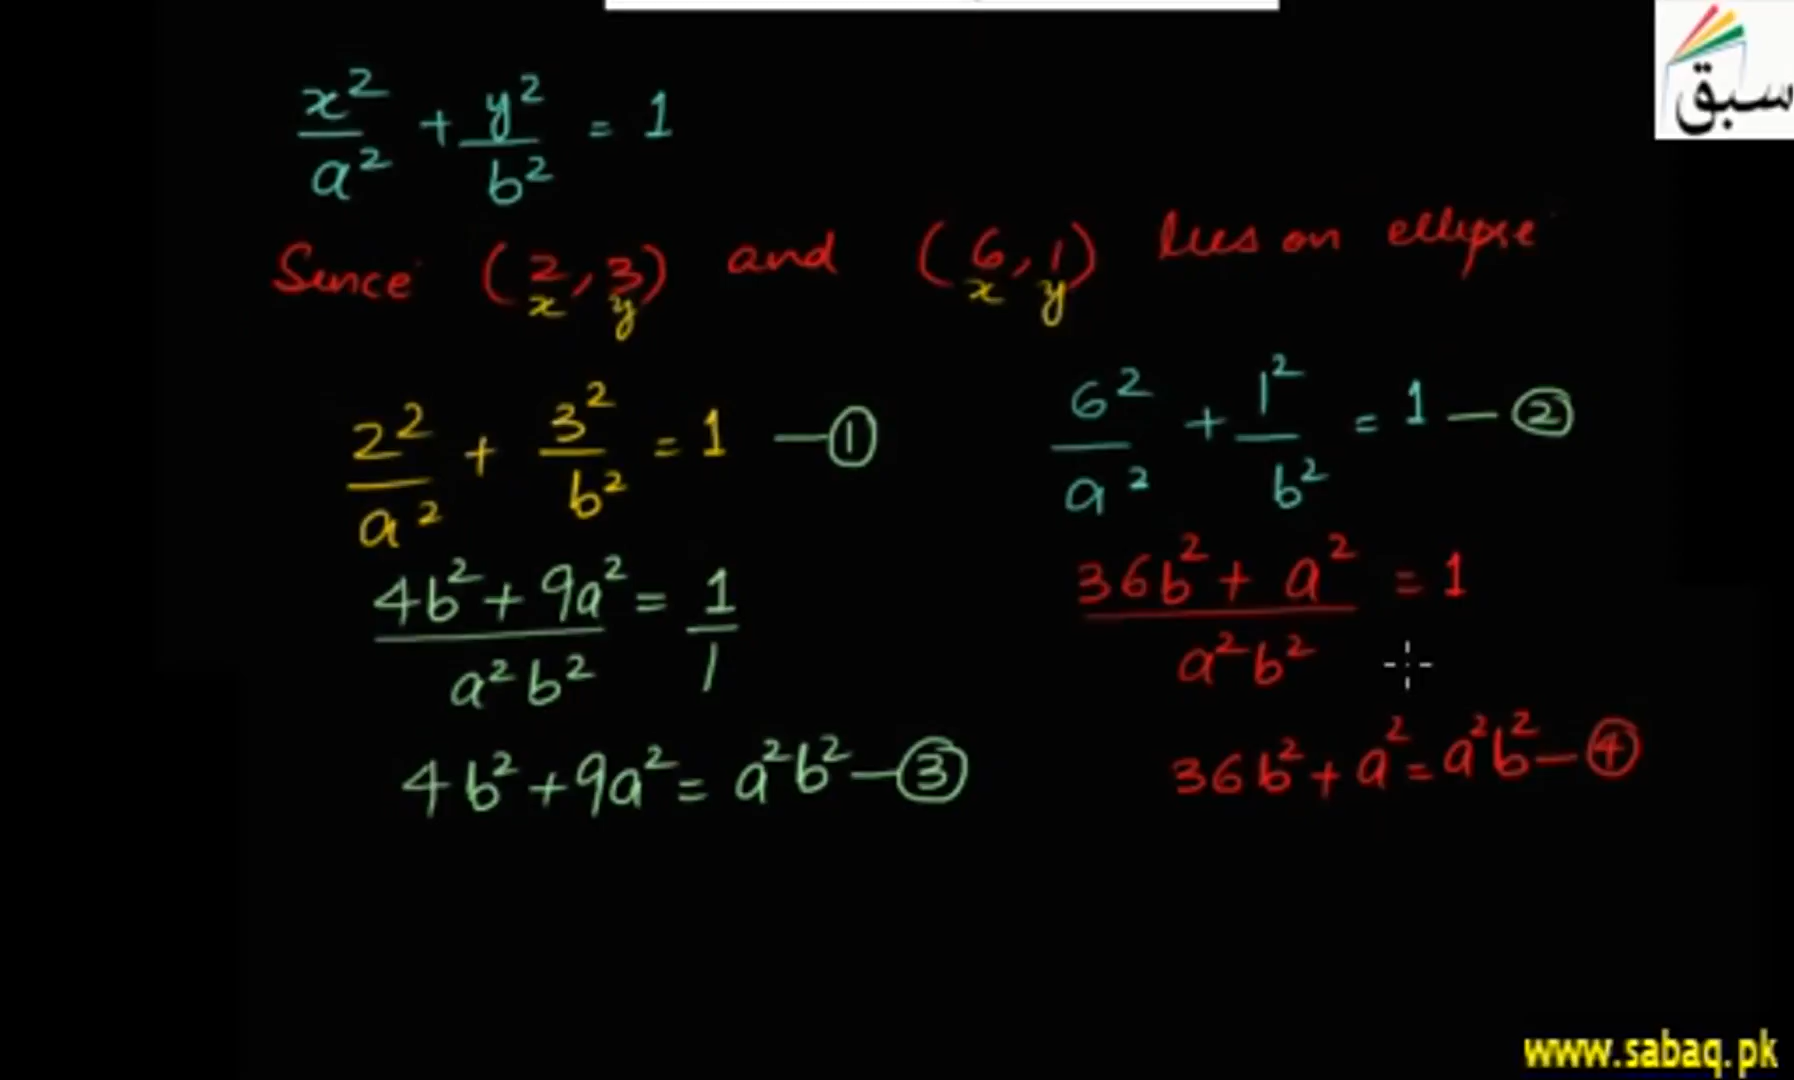 سبق
x²/a² + y²/b² = 1
Since (2, 3) and (6, 1) lies on ellipse
x y x y
2²/a² + 3²/b² = 1 — ①
6²/a² + 1²/b² = 1 — ②
4b² + 9a²/a²b² = 1/1
36b² + a²/a²b² = 1
4b² + 9a² = a²b² — ③
36b² + a² = a²b² — ④
www.sabaq.pk